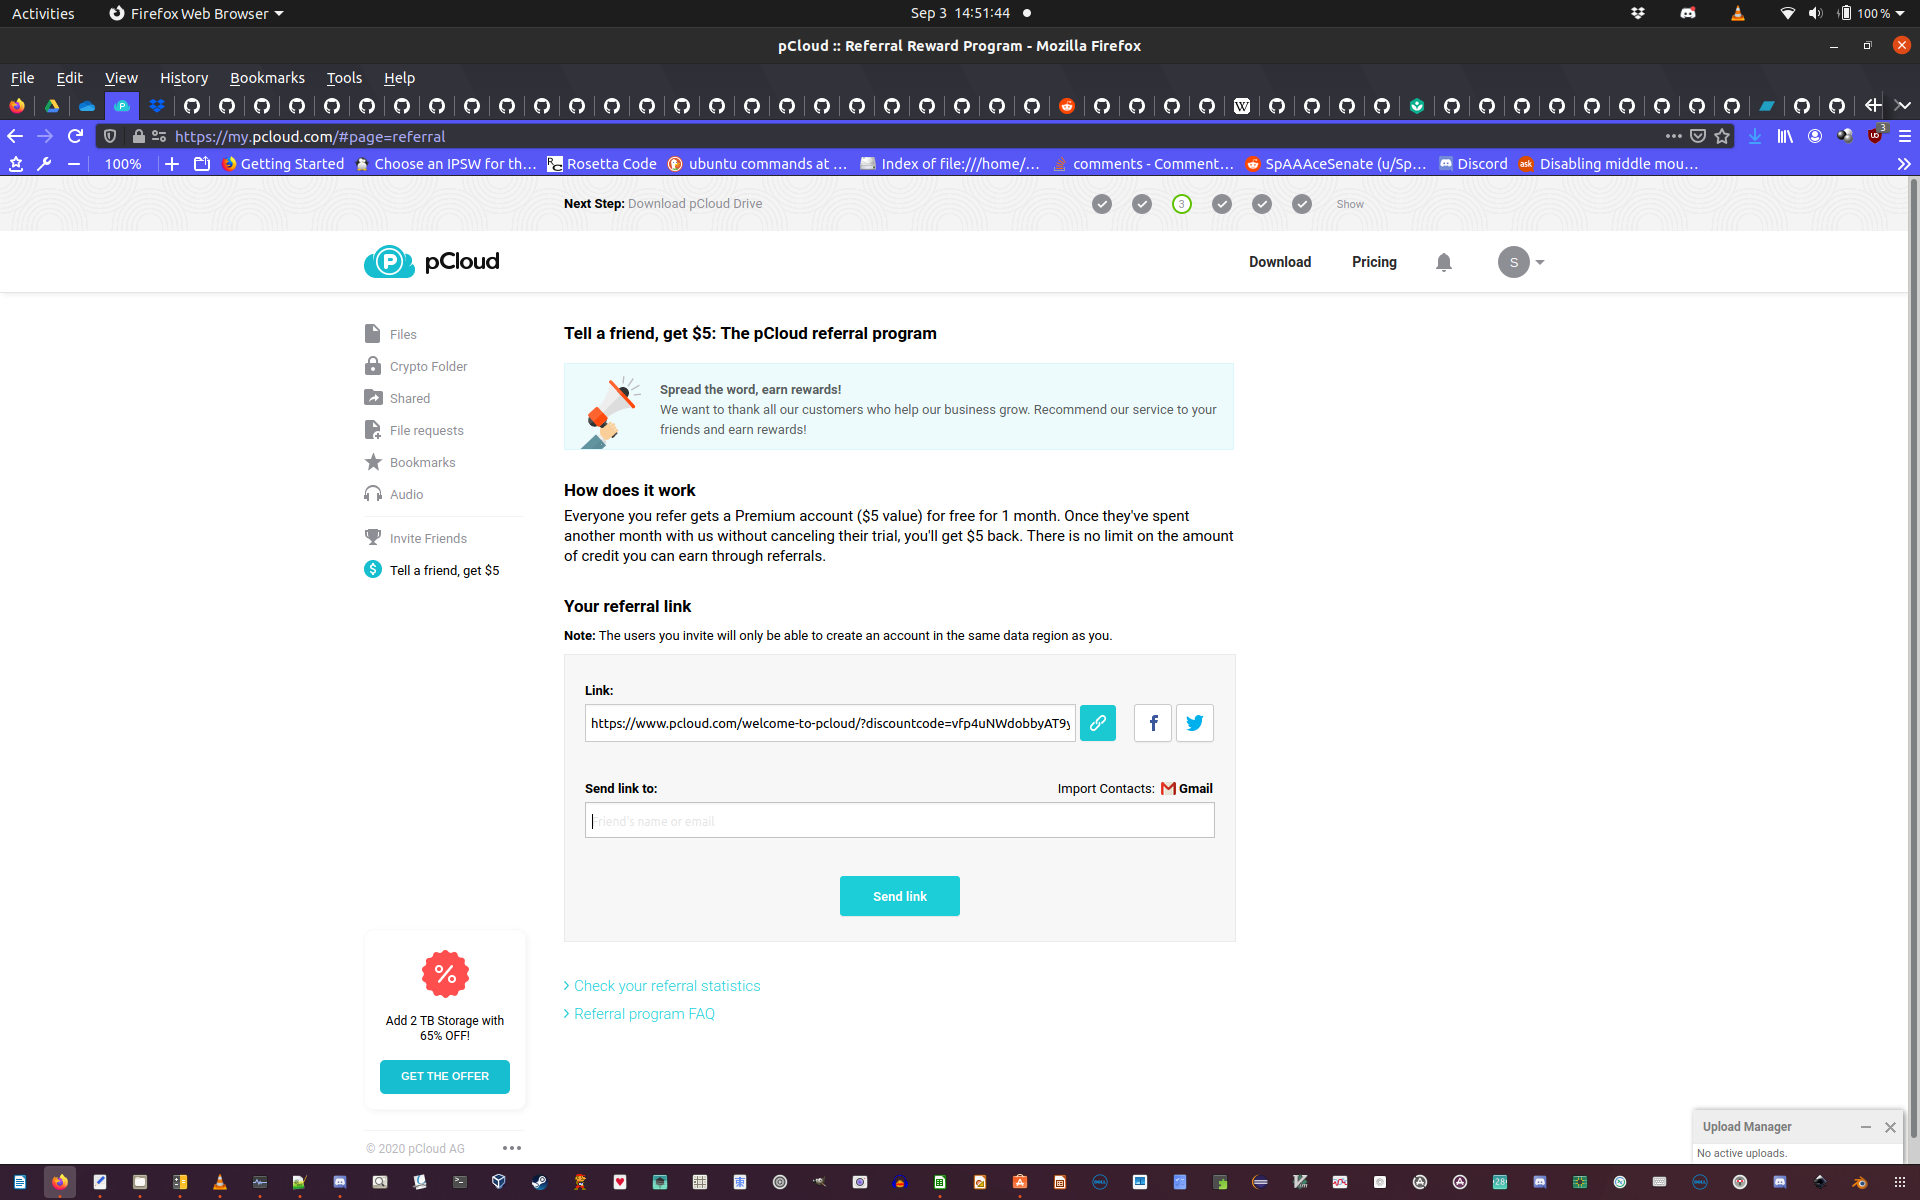 Activities
Firefox Web Browser
Sep 3 14:51:44
100 %
pCloud :: Referral Reward Program - Mozilla Firefox
File Edit View History Bookmarks Tools Help
https://my.pcloud.com/#page=referral
3
100%
Getting Started
Choose an IPSW for th…
Rosetta Code
ubuntu commands at …
Index of file:///home/…
comments - Comment…
SpAAAceSenate (u/Sp…
Discord
Disabling middle mou…
Next Step: Download pCloud Drive
3
Show
pCloud
Download
Pricing
S
Files
Crypto Folder
Shared
File requests
Bookmarks
Audio
Invite Friends
Tell a friend, get $5
Tell a friend, get $5: The pCloud referral program
Spread the word, earn rewards!
We want to thank all our customers who help our business grow. Recommend our service to your
friends and earn rewards!
How does it work
Everyone you refer gets a Premium account ($5 value) for free for 1 month. Once they've spent
another month with us without canceling their trial, you'll get $5 back. There is no limit on the amount
of credit you can earn through referrals.
Your referral link
Note: The users you invite will only be able to create an account in the same data region as you.
Link:
https://www.pcloud.com/welcome-to-pcloud/?discountcode=vfp4uNWdobbyAT9y
Send link to:
Import Contacts: Gmail
Friend's name or email
Send link
Check your referral statistics
Referral program FAQ
%
Add 2 TB Storage with
65% OFF!
GET THE OFFER
© 2020 pCloud AG
Upload Manager
No active uploads.